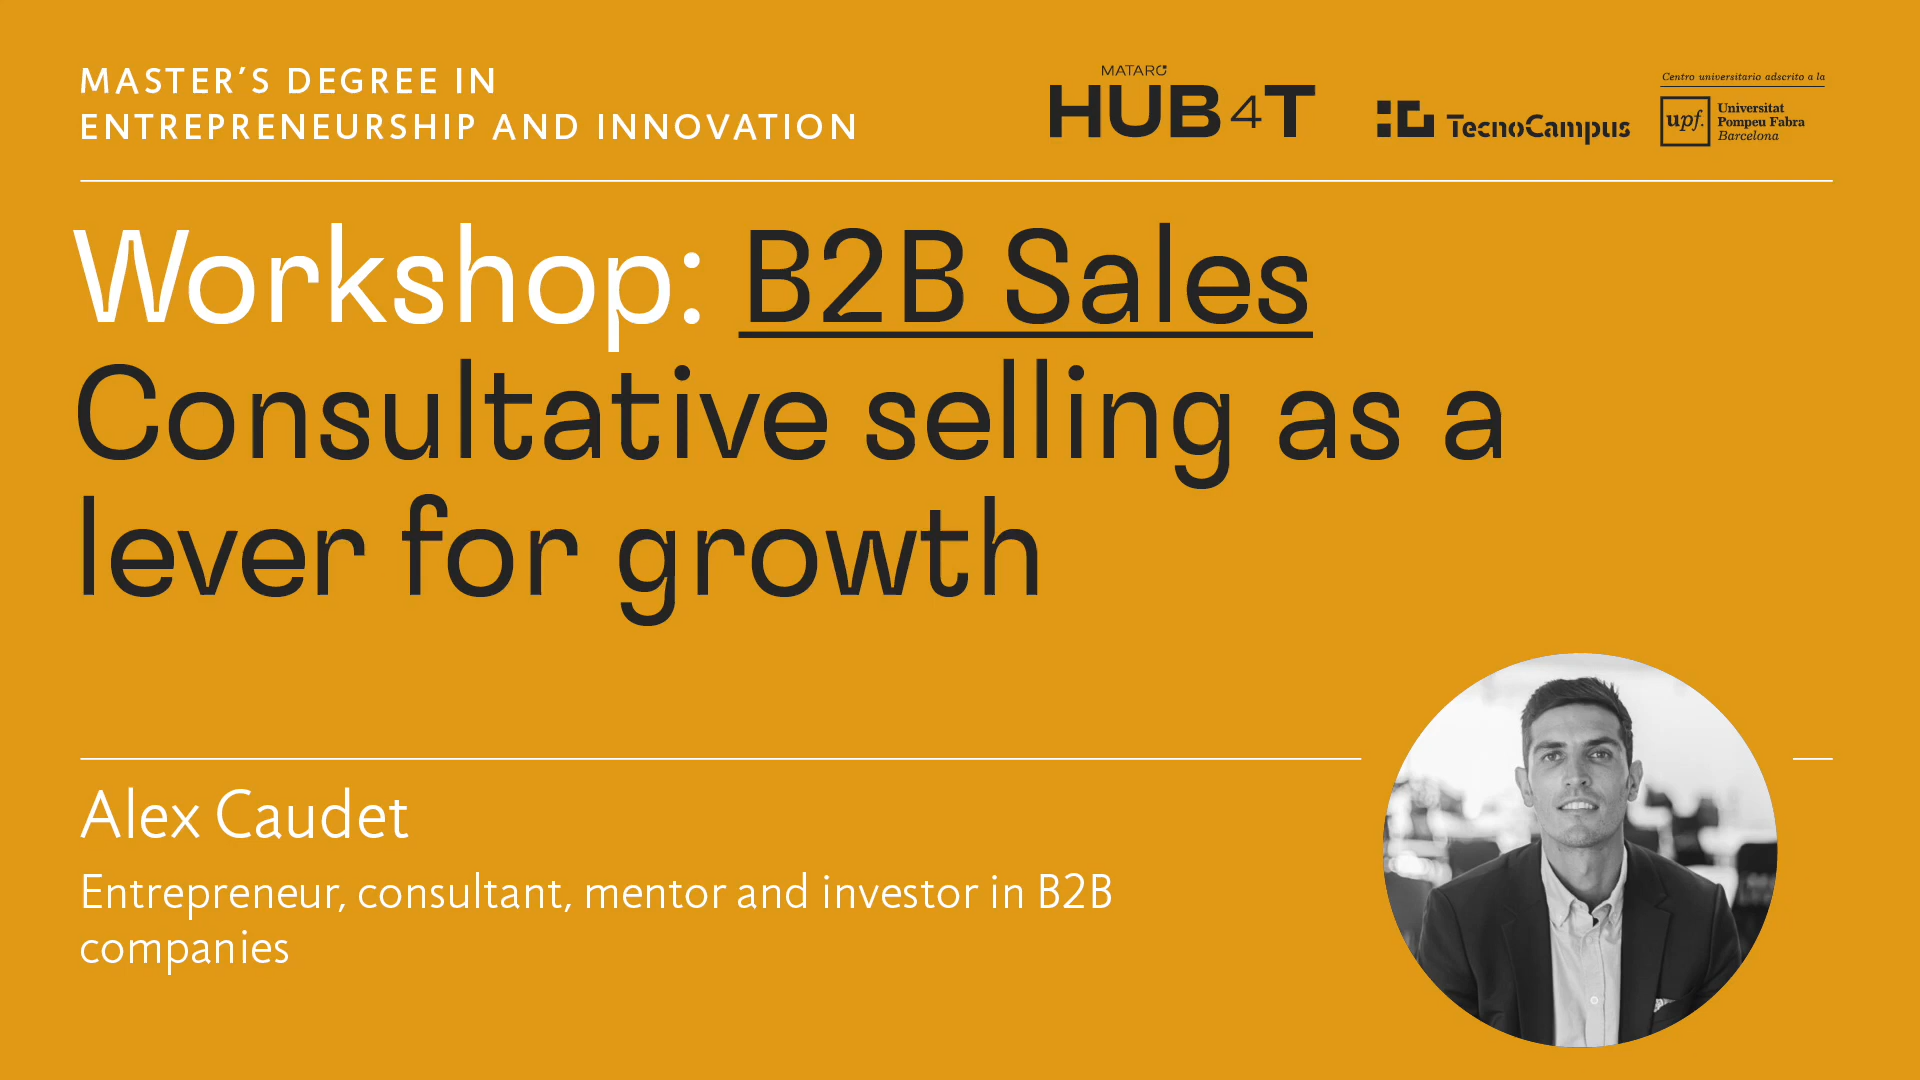 MASTER’S DEGREE IN
ENTREPRENEURSHIP AND INNOVATION
MATARÓ
HUB4T
TecnoCampus
Centro universitario adscrito a la
upf.
Universitat
Pompeu Fabra
Barcelona
Workshop: B2B Sales
Consultative selling as a
lever for growth
Alex Caudet
Entrepreneur, consultant, mentor and investor in B2B
companies